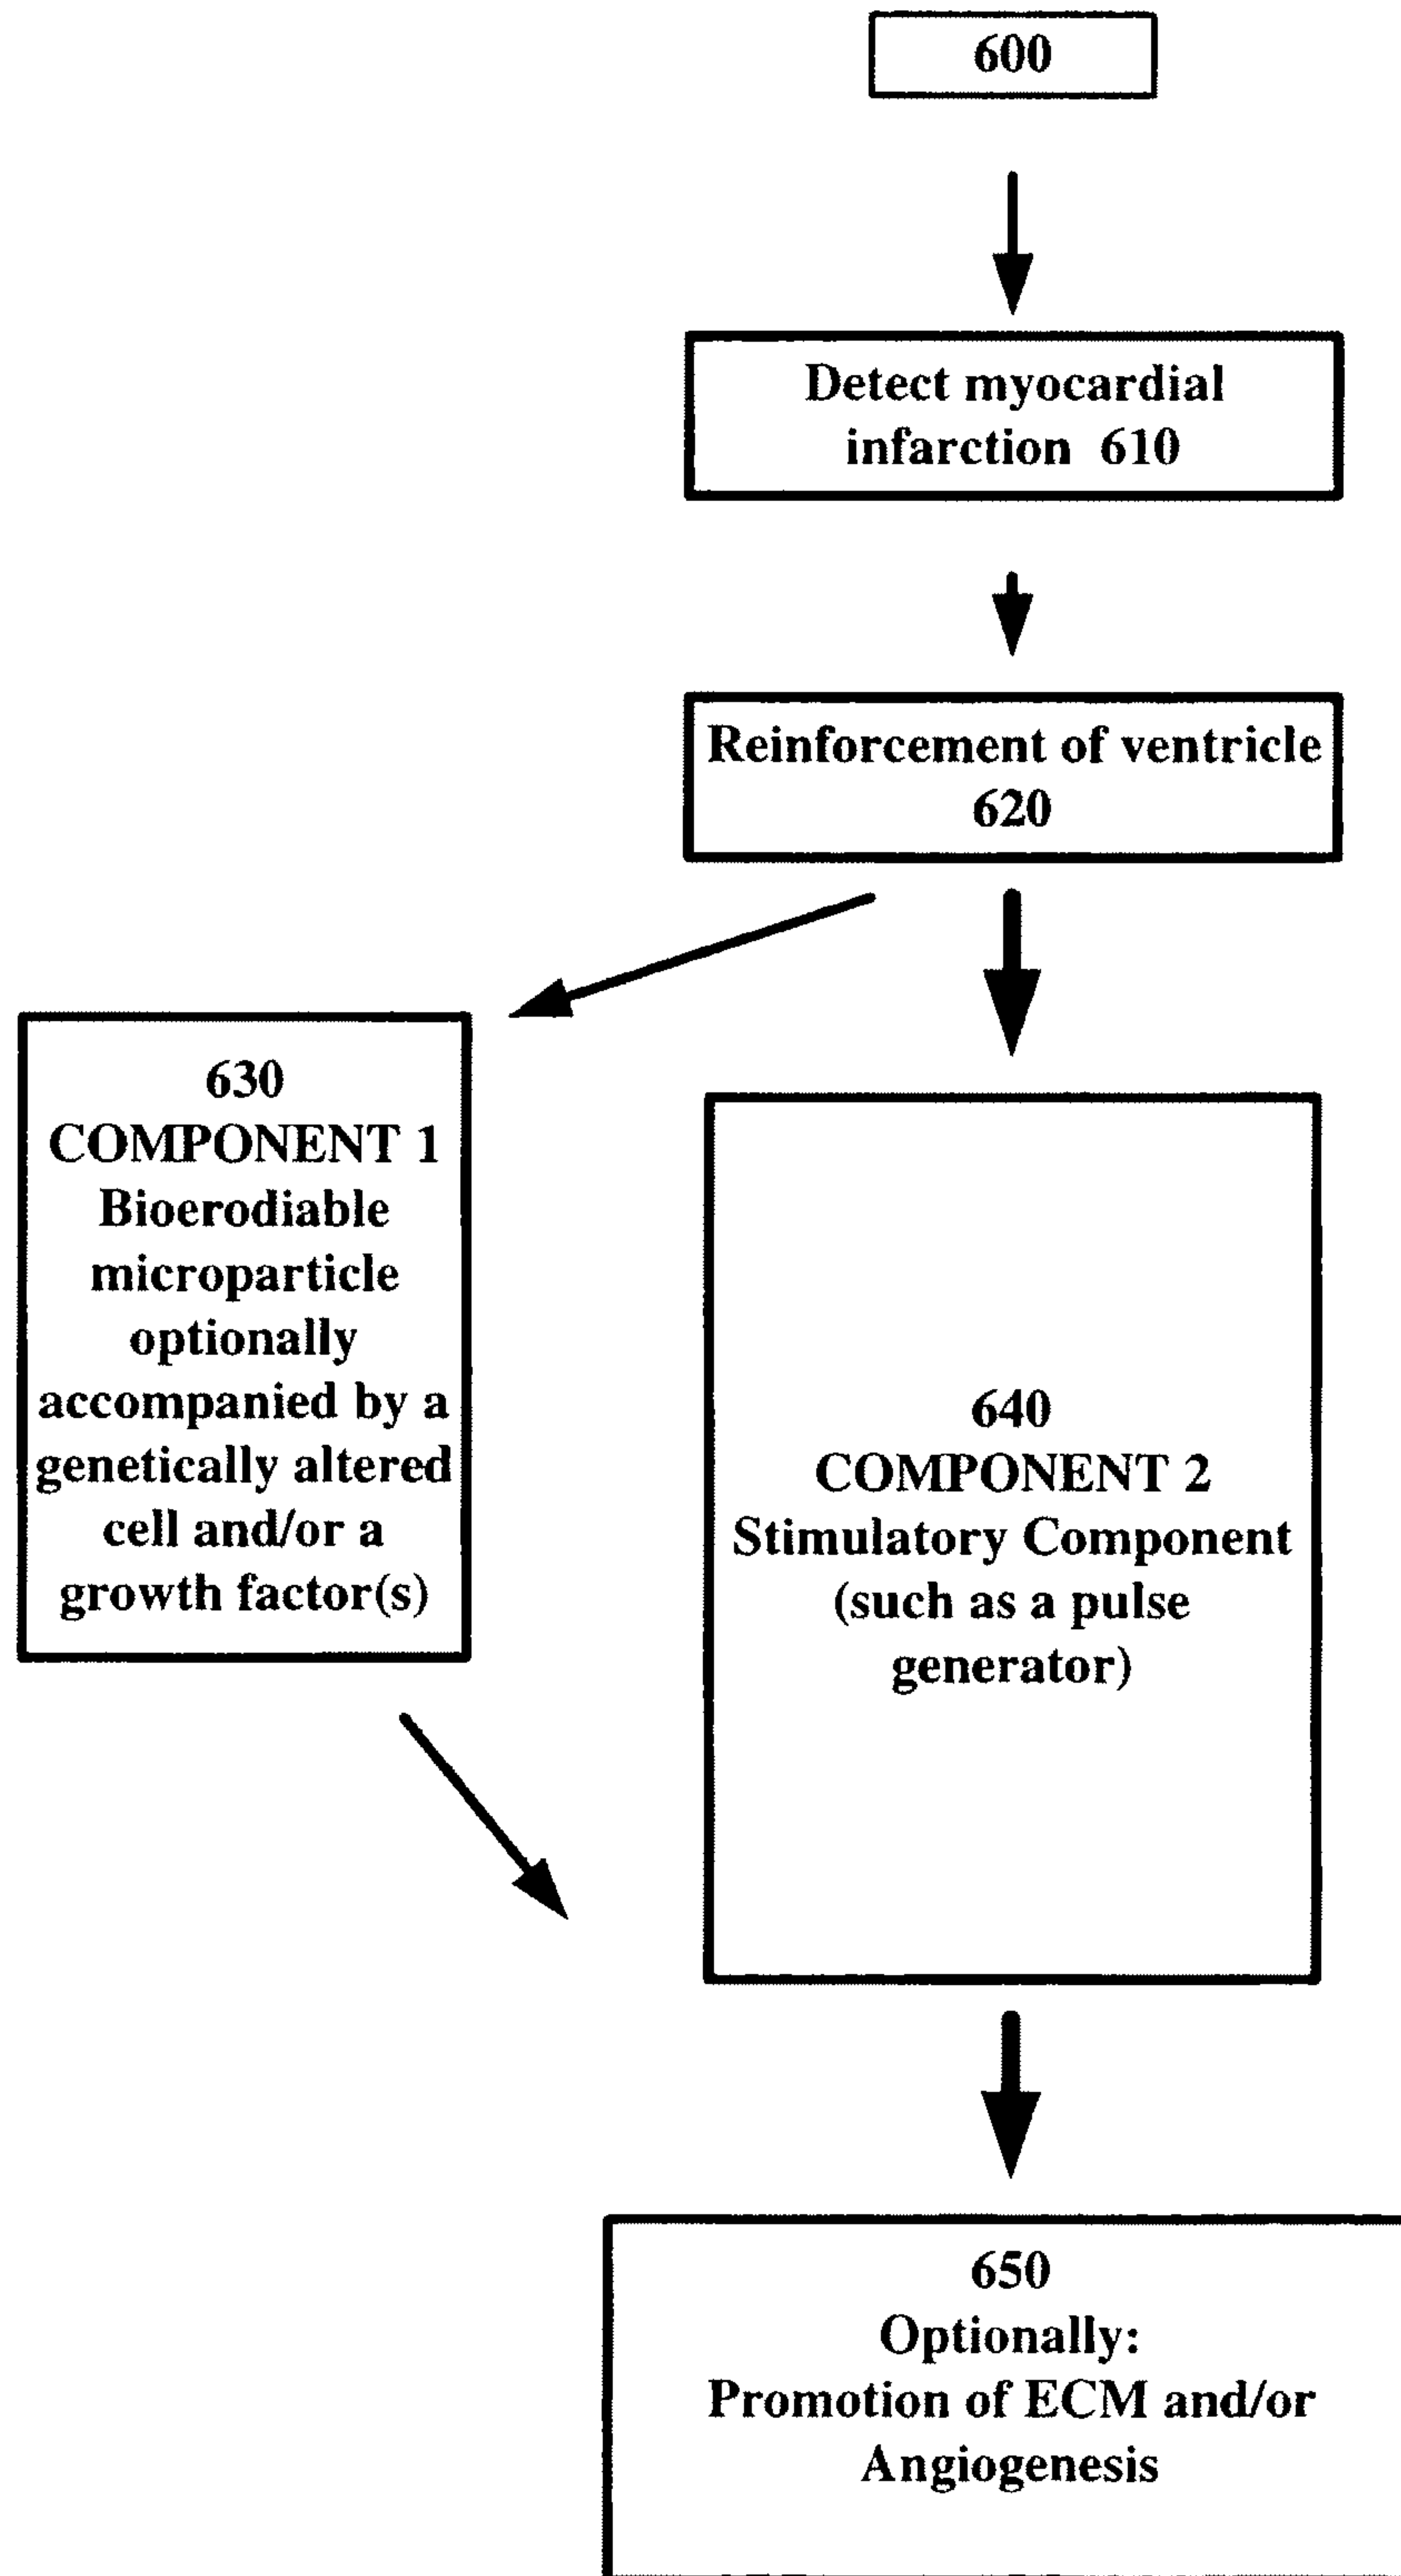 600
Detect myocardial
infarction 610
Reinforcement of ventricle
620
630
COMPONENT 1
Bioerodiable
microparticle
optionally
accompanied by a
genetically altered
cell and/or a
growth factor(s)
640
COMPONENT 2
Stimulatory Component
(such as a pulse
generator)
650
Optionally:
Promotion of ECM and/or
Angiogenesis